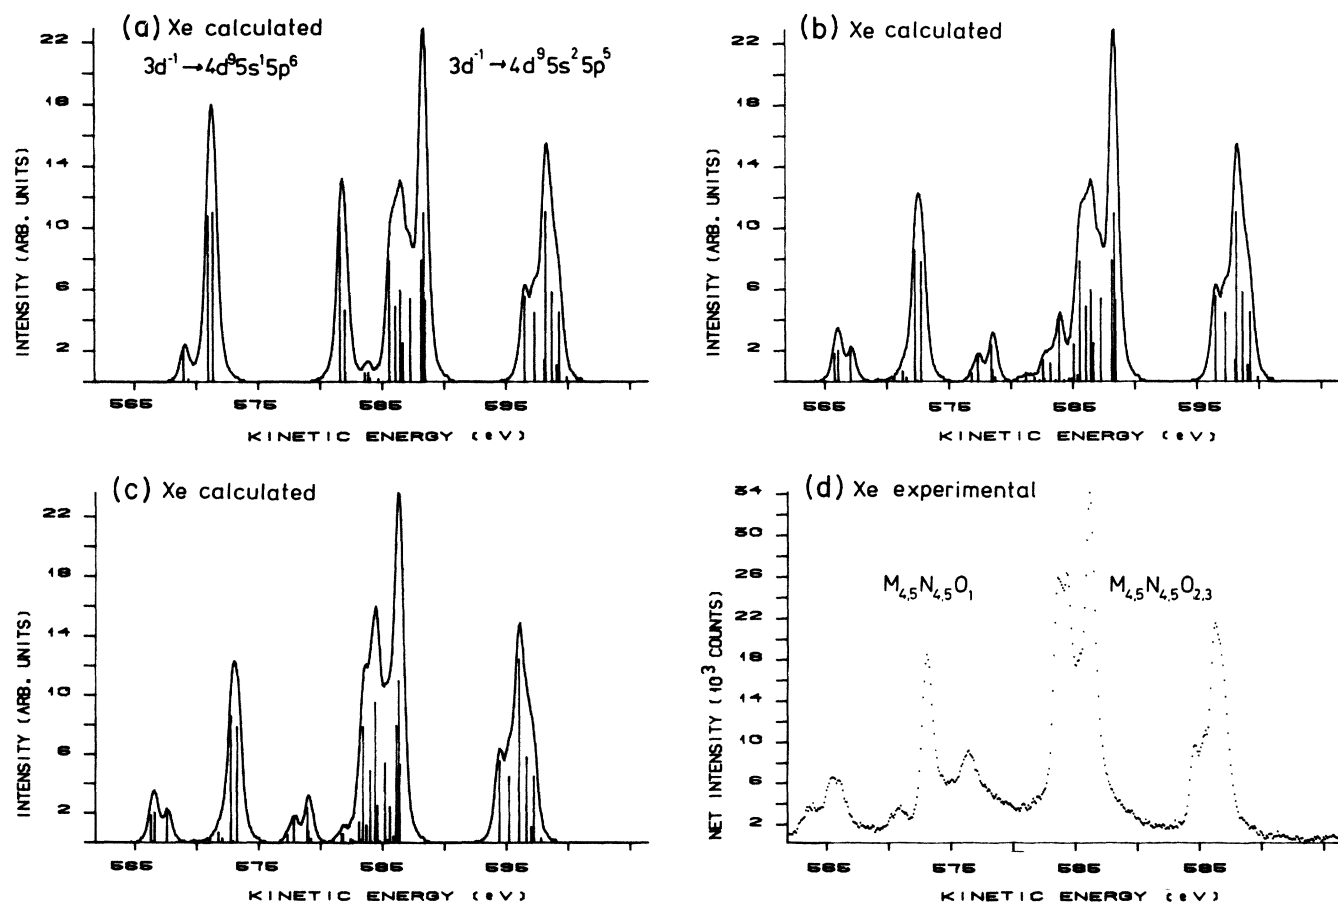 (a) Xe calculated
3d⁻¹→4d⁹5s¹5p⁶
3d⁻¹→4d⁹5s²5p⁵
INTENSITY (ARB. UNITS)
22
18
14
10
6
2
565
575
585
595
KINETIC ENERGY (eV)
(b) Xe calculated
INTENSITY (ARB. UNITS)
22
18
14
10
6
2
565
575
585
595
KINETIC ENERGY (eV)
(c) Xe calculated
INTENSITY (ARB. UNITS)
22
18
14
10
6
2
565
575
585
595
KINETIC ENERGY (eV)
(d) Xe experimental
M₄,₅N₄,₅O₁
M₄,₅N₄,₅O₂,₃
NET INTENSITY (10³ COUNTS)
34
30
26
22
18
14
10
6
2
565
575
585
585
KINETIC ENERGY (eV)